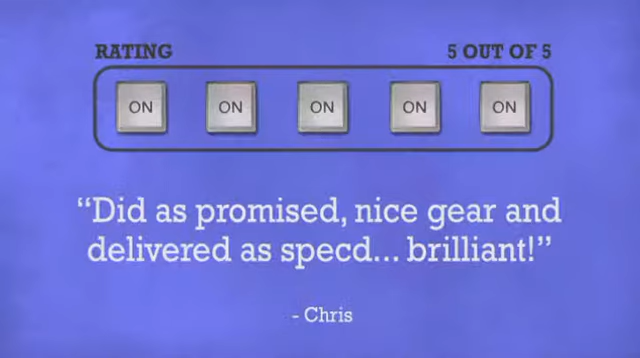 RATING 5 OUT OF 5
ON ON ON ON ON
“Did as promised, nice gear and
delivered as specd... brilliant!”
- Chris